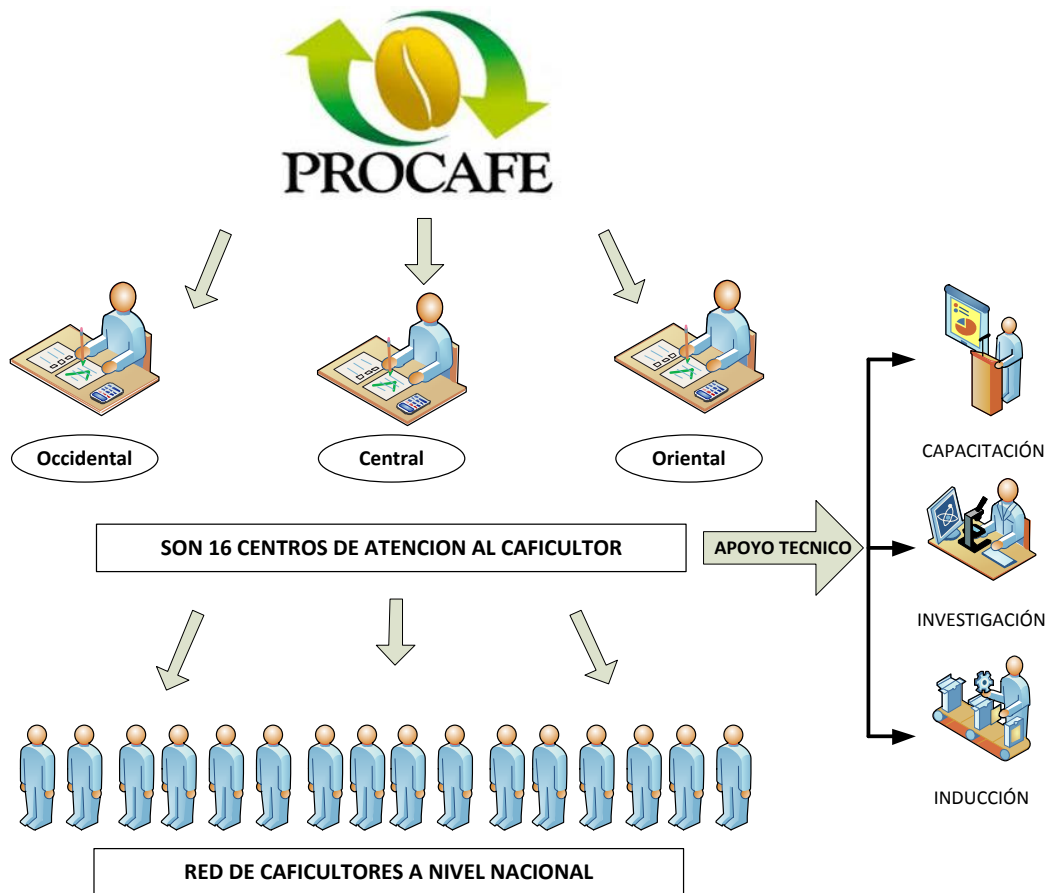 PROCAFE
Occidental
Central
Oriental
CAPACITACIÓN
SON 16 CENTROS DE ATENCION AL CAFICULTOR
APOYO TECNICO
INVESTIGACIÓN
INDUCCIÓN
RED DE CAFICULTORES A NIVEL NACIONAL